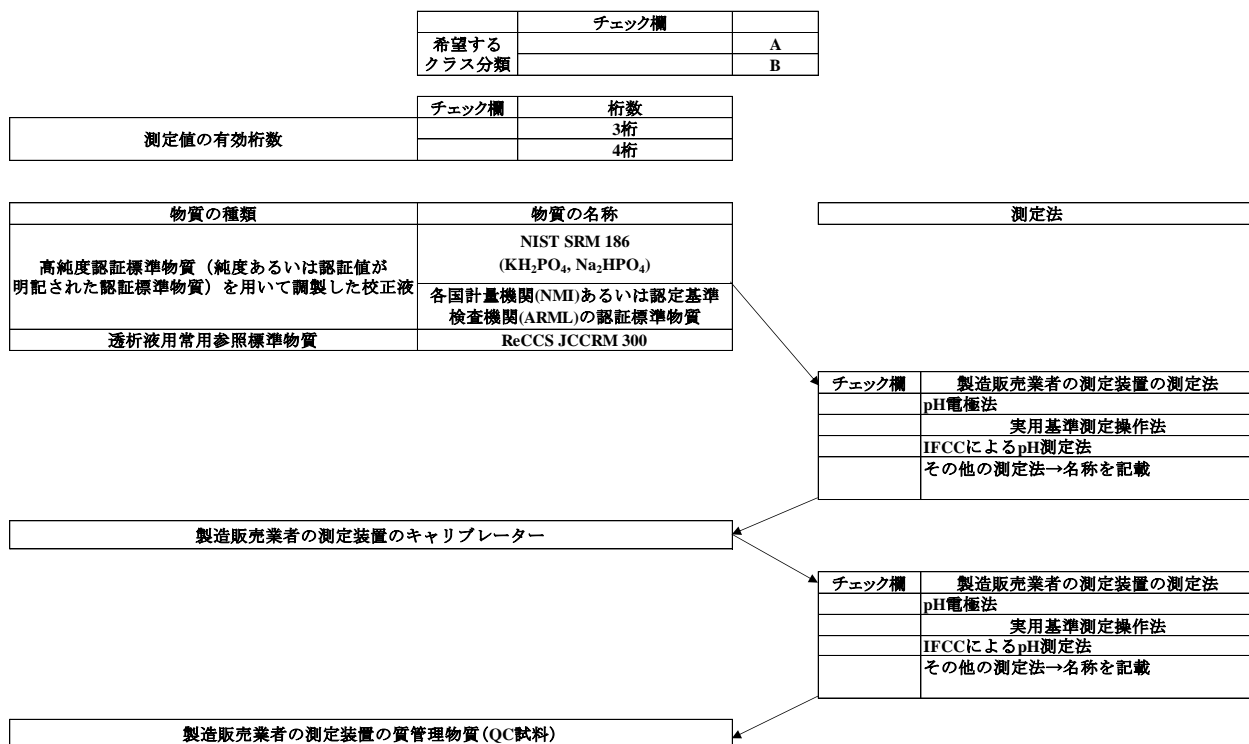 チェック欄
希望する
クラス分類
A
B
チェック欄 桁数
測定値の有効桁数
3桁
4桁
物質の種類 物質の名称 測定法
高純度認証標準物質（純度あるいは認証値が
明記された認証標準物質）を用いて調製した校正液
NIST SRM 186
(KH₂PO₄, Na₂HPO₄)
各国計量機関(NMI)あるいは認定基準
検査機関(ARML)の認証標準物質
透析液用常用参照標準物質 ReCCS JCCRM 300
チェック欄 製造販売業者の測定装置の測定法
pH電極法
実用基準測定操作法
IFCCによるpH測定法
その他の測定法→名称を記載
製造販売業者の測定装置のキャリブレーター
チェック欄 製造販売業者の測定装置の測定法
pH電極法
実用基準測定操作法
IFCCによるpH測定法
その他の測定法→名称を記載
製造販売業者の測定装置の質管理物質(QC試料)